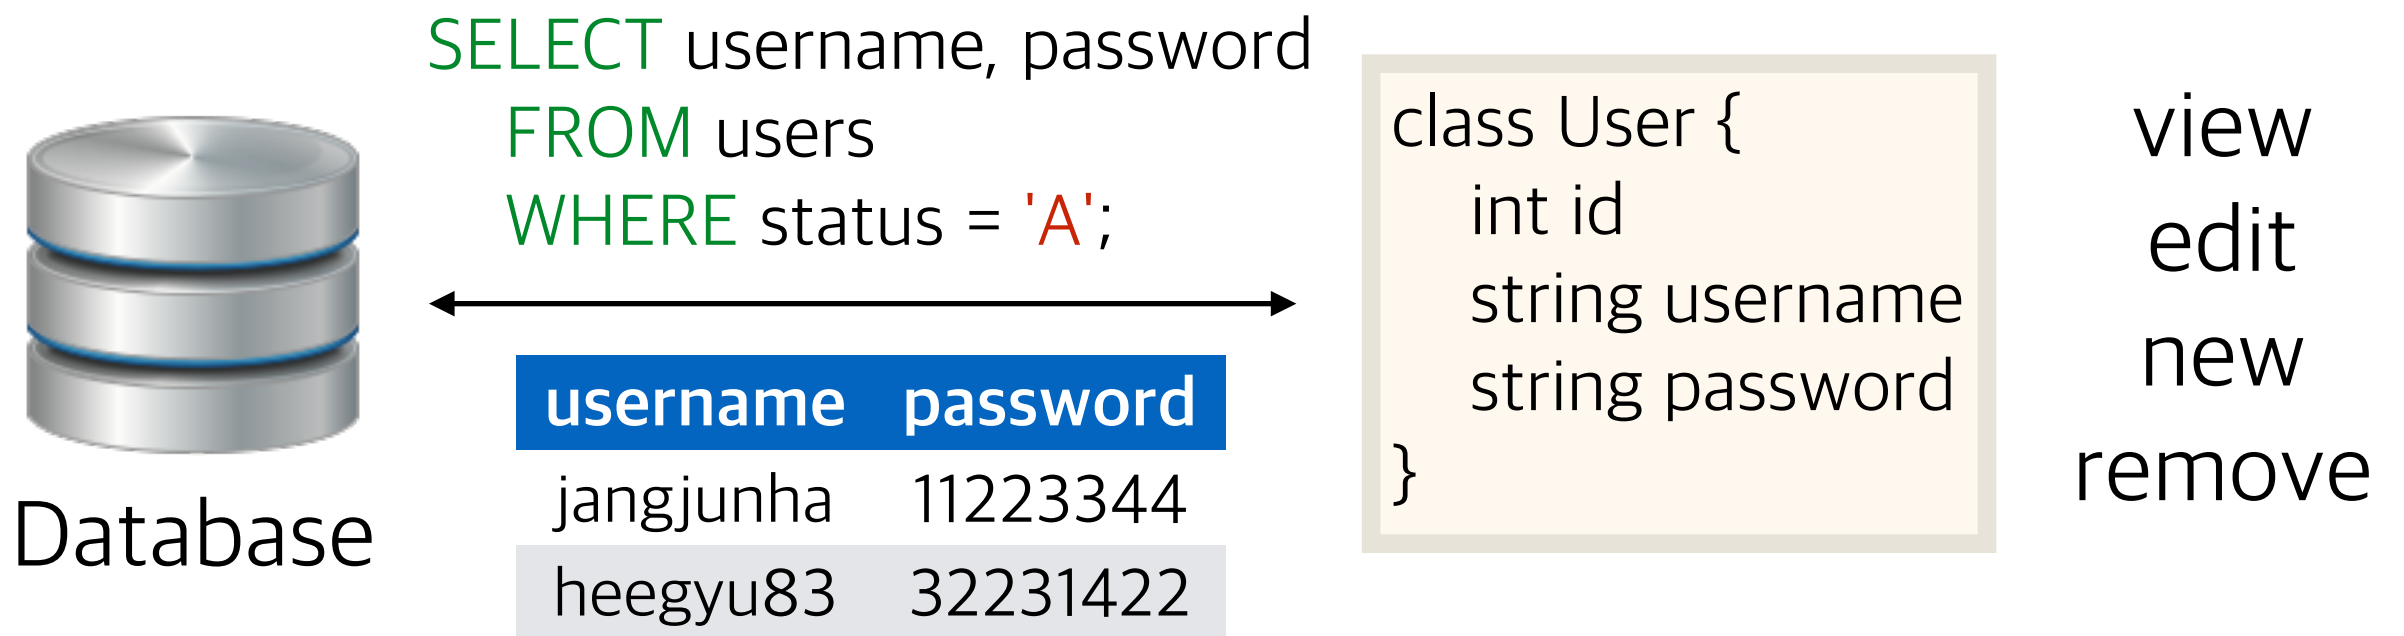 SELECT username, password
FROM users
WHERE status = 'A';
Database
username password
jangjunha 11223344
heegyu83 32231422
class User {
int id
string username
string password
}
view
edit
new
remove